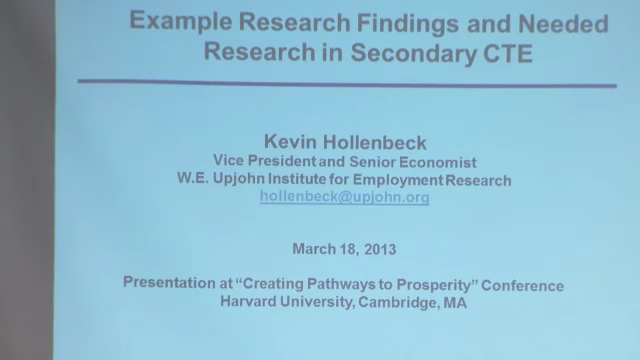 Example Research Findings and Needed
Research in Secondary CTE
Kevin Hollenbeck
Vice President and Senior Economist
W.E. Upjohn Institute for Employment Research
hollenbeck@upjohn.org
March 18, 2013
Presentation at “Creating Pathways to Prosperity” Conference
Harvard University, Cambridge, MA